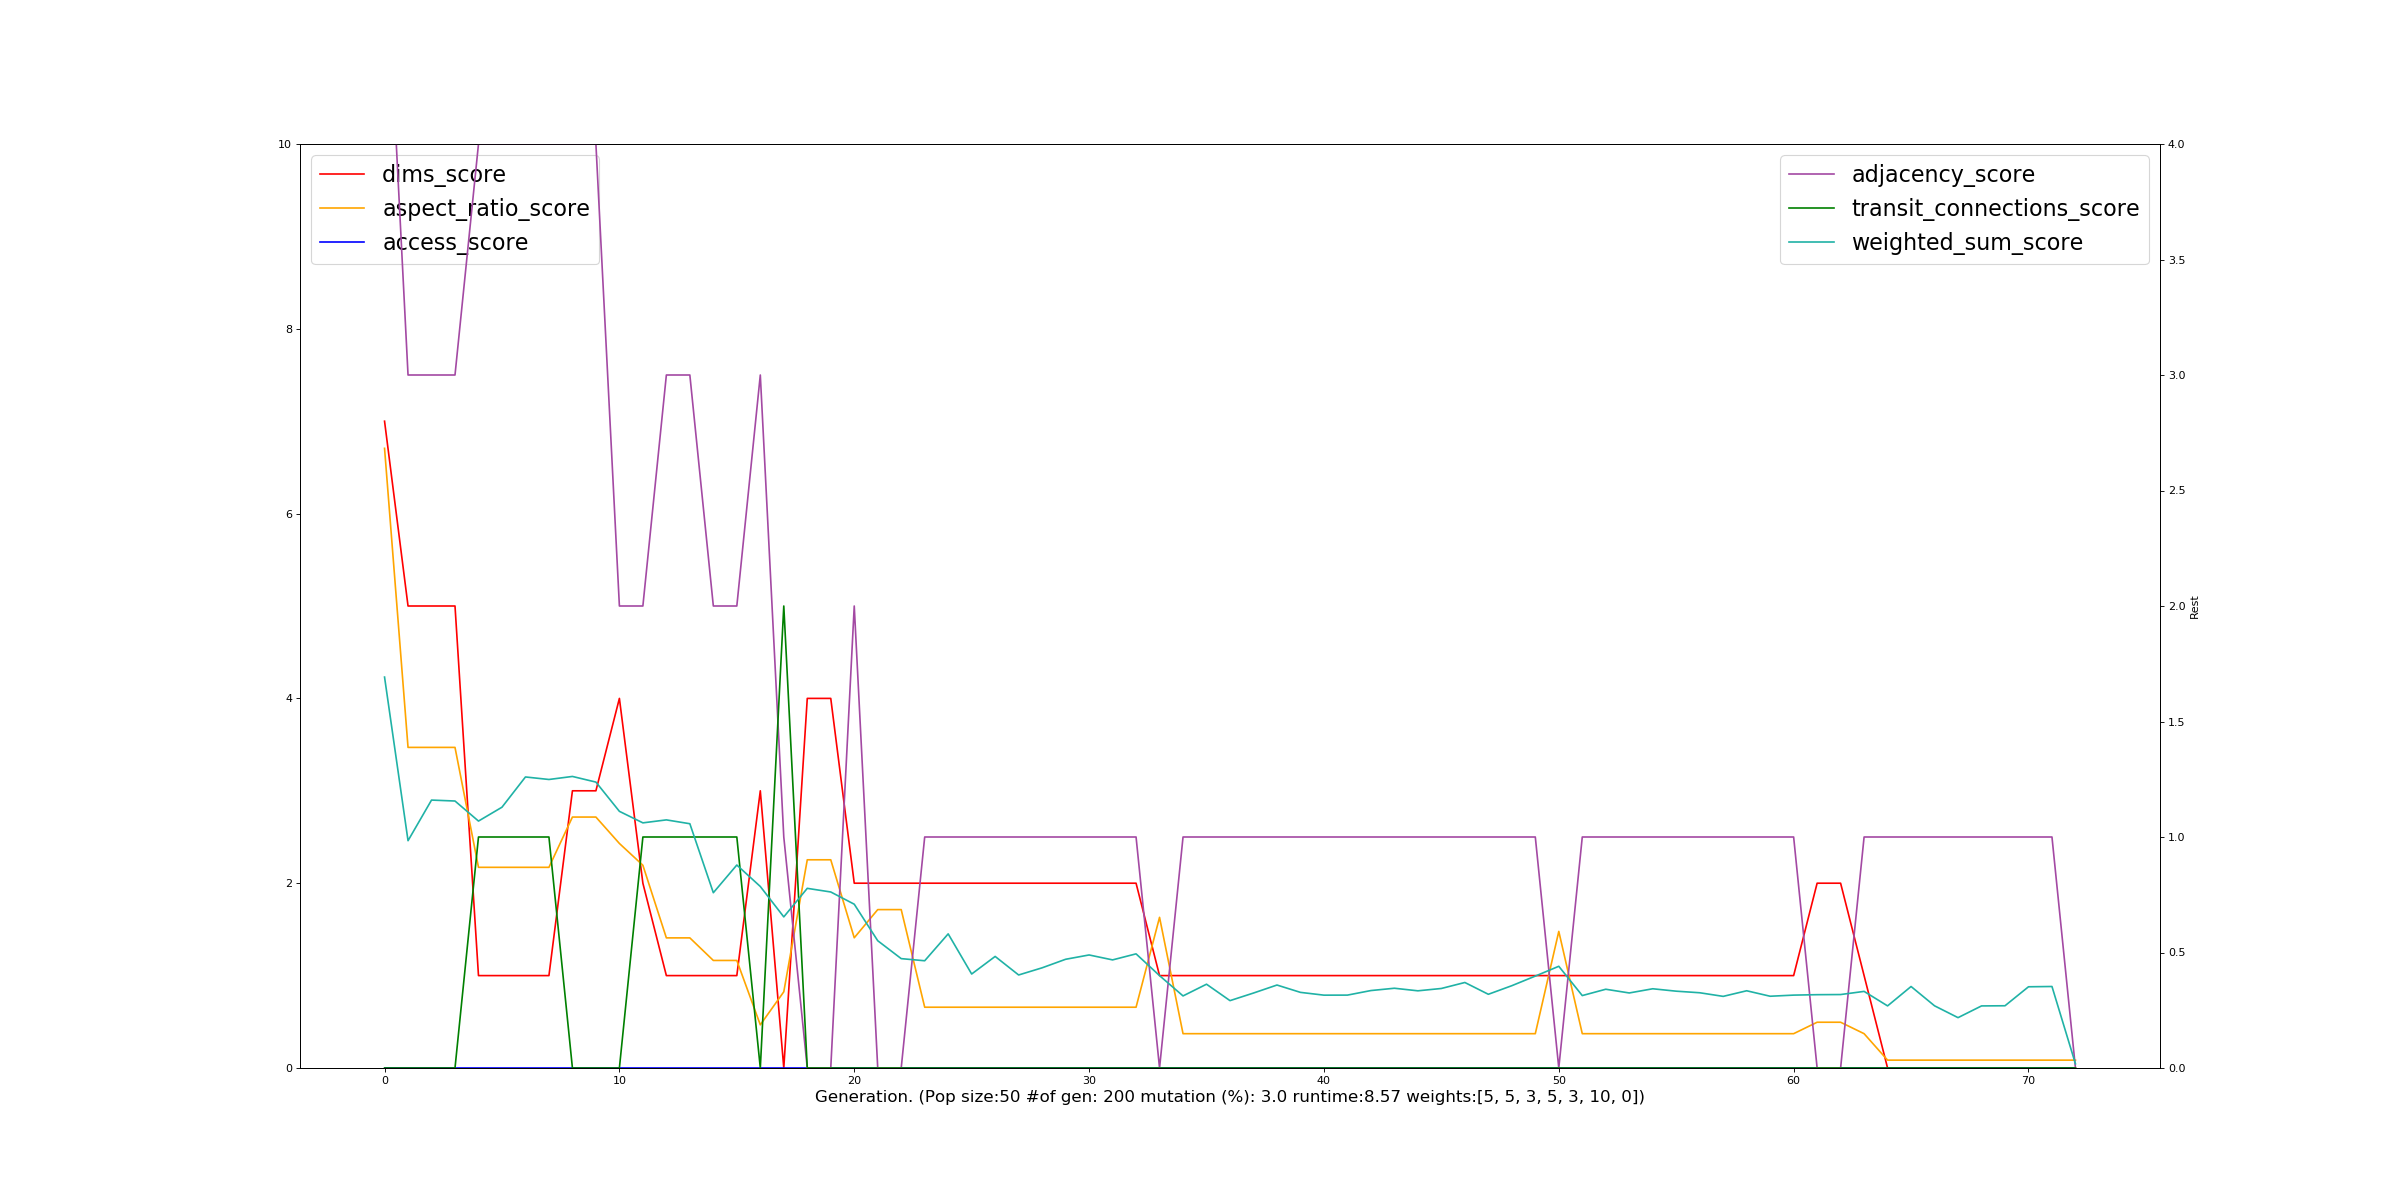 dims_score
aspect_ratio_score
access_score
adjacency_score
transit_connections_score
weighted_sum_score
10
8
6
4
2
0
4.0
3.5
3.0
2.5
2.0
1.5
1.0
0.5
0.0
Rest
0 10 20 30 40 50 60 70
Generation. (Pop size:50 #of gen: 200 mutation (%): 3.0 runtime:8.57 weights:[5, 5, 3, 5, 3, 10, 0])